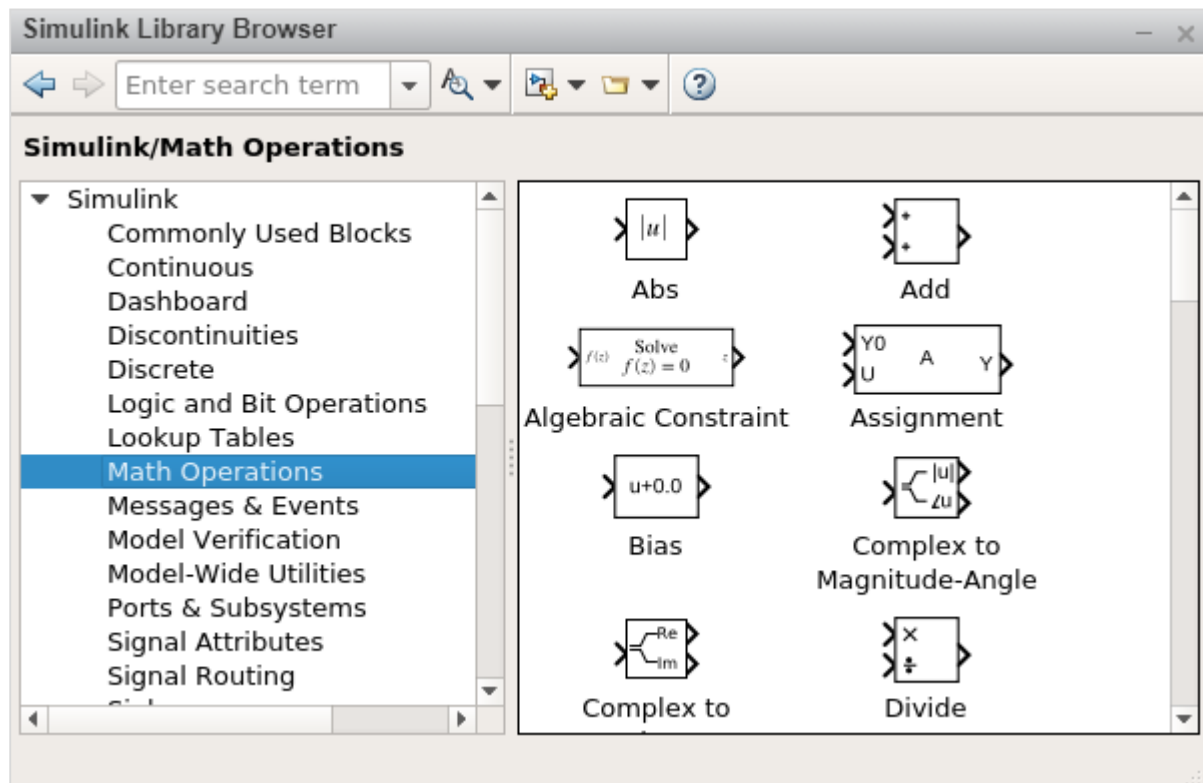 Simulink Library Browser
Enter search term
Simulink/Math Operations
Simulink
Commonly Used Blocks
Continuous
Dashboard
Discontinuities
Discrete
Logic and Bit Operations
Lookup Tables
Math Operations
Messages & Events
Model Verification
Model-Wide Utilities
Ports & Subsystems
Signal Attributes
Signal Routing
|u|
Abs
+
+
Add
f(z) Solve z
f(z) = 0
Algebraic Constraint
Y0
U
A
Y
Assignment
u+0.0
Bias
|u|
∠u
Complex to
Magnitude-Angle
Re
Im
Complex to
×
÷
Divide